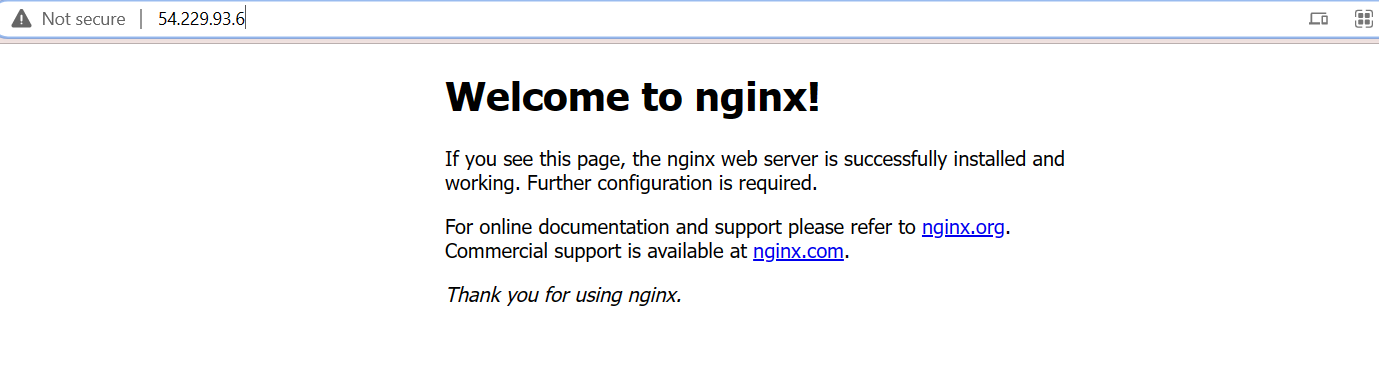 Not secure | 54.229.93.6
Welcome to nginx!
If you see this page, the nginx web server is successfully installed and
working. Further configuration is required.
For online documentation and support please refer to nginx.org.
Commercial support is available at nginx.com.
Thank you for using nginx.